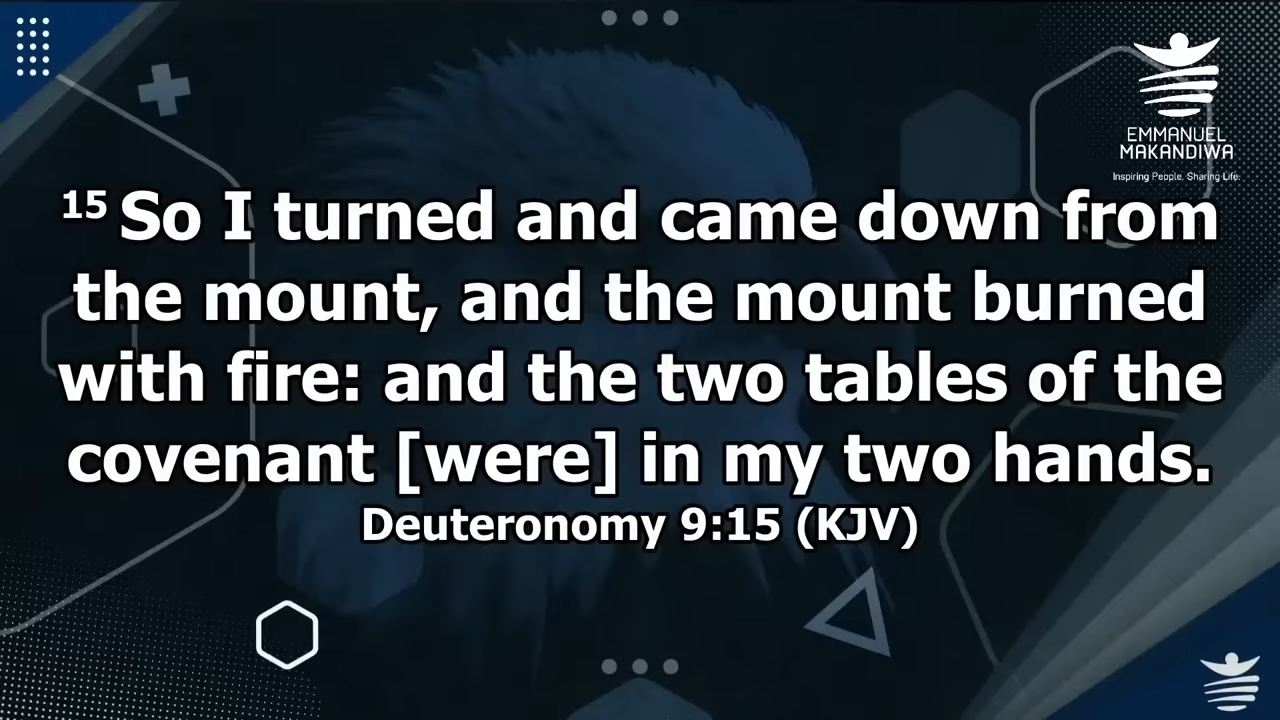 EMMANUEL
MAKANDIWA
Inspiring People. Sharing Life.
15 So I turned and came down from
the mount, and the mount burned
with fire: and the two tables of the
covenant [were] in my two hands.
Deuteronomy 9:15 (KJV)